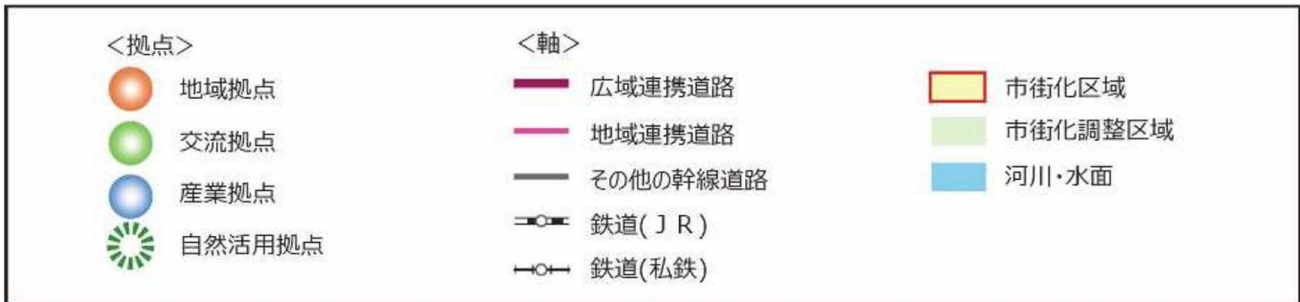 ＜拠点＞
地域拠点
交流拠点
産業拠点
自然活用拠点
＜軸＞
広域連携道路
地域連携道路
その他の幹線道路
鉄道(ＪＲ)
鉄道(私鉄)
市街化区域
市街化調整区域
河川・水面